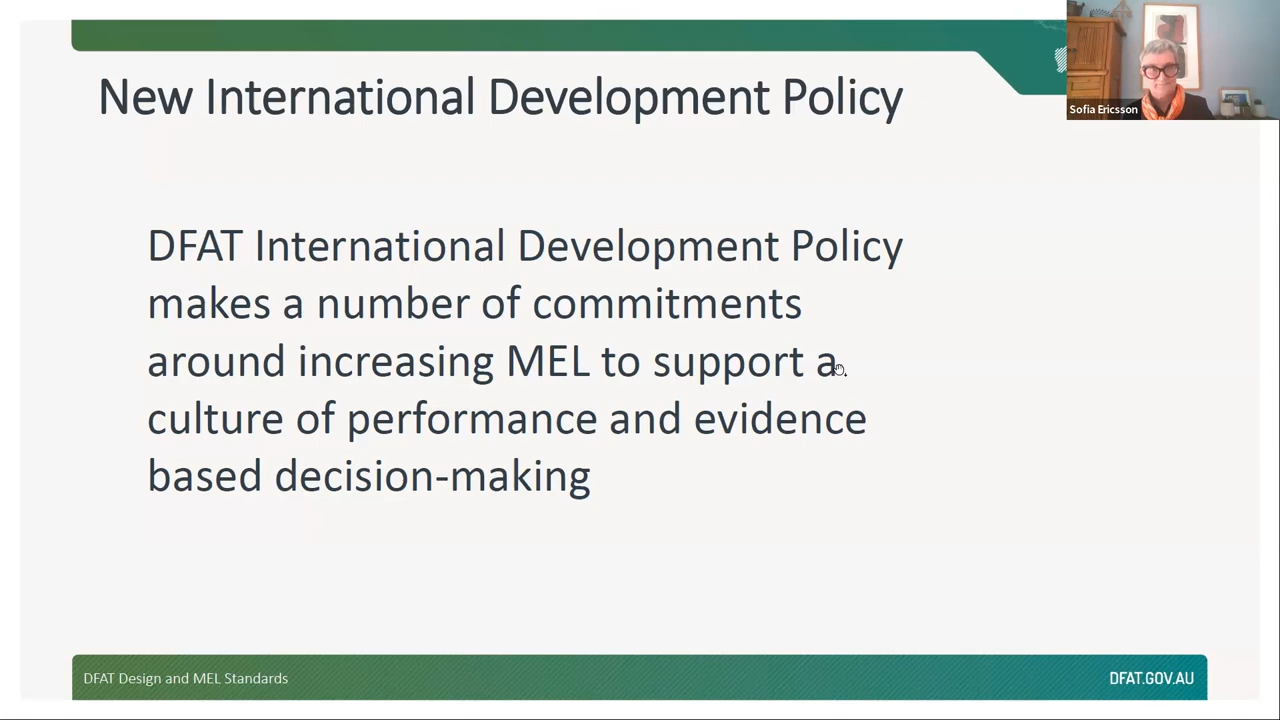 New International Development Policy
Sofia Ericsson
DFAT International Development Policy
makes a number of commitments
around increasing MEL to support a
culture of performance and evidence
based decision-making
DFAT Design and MEL Standards
DFAT.GOV.AU